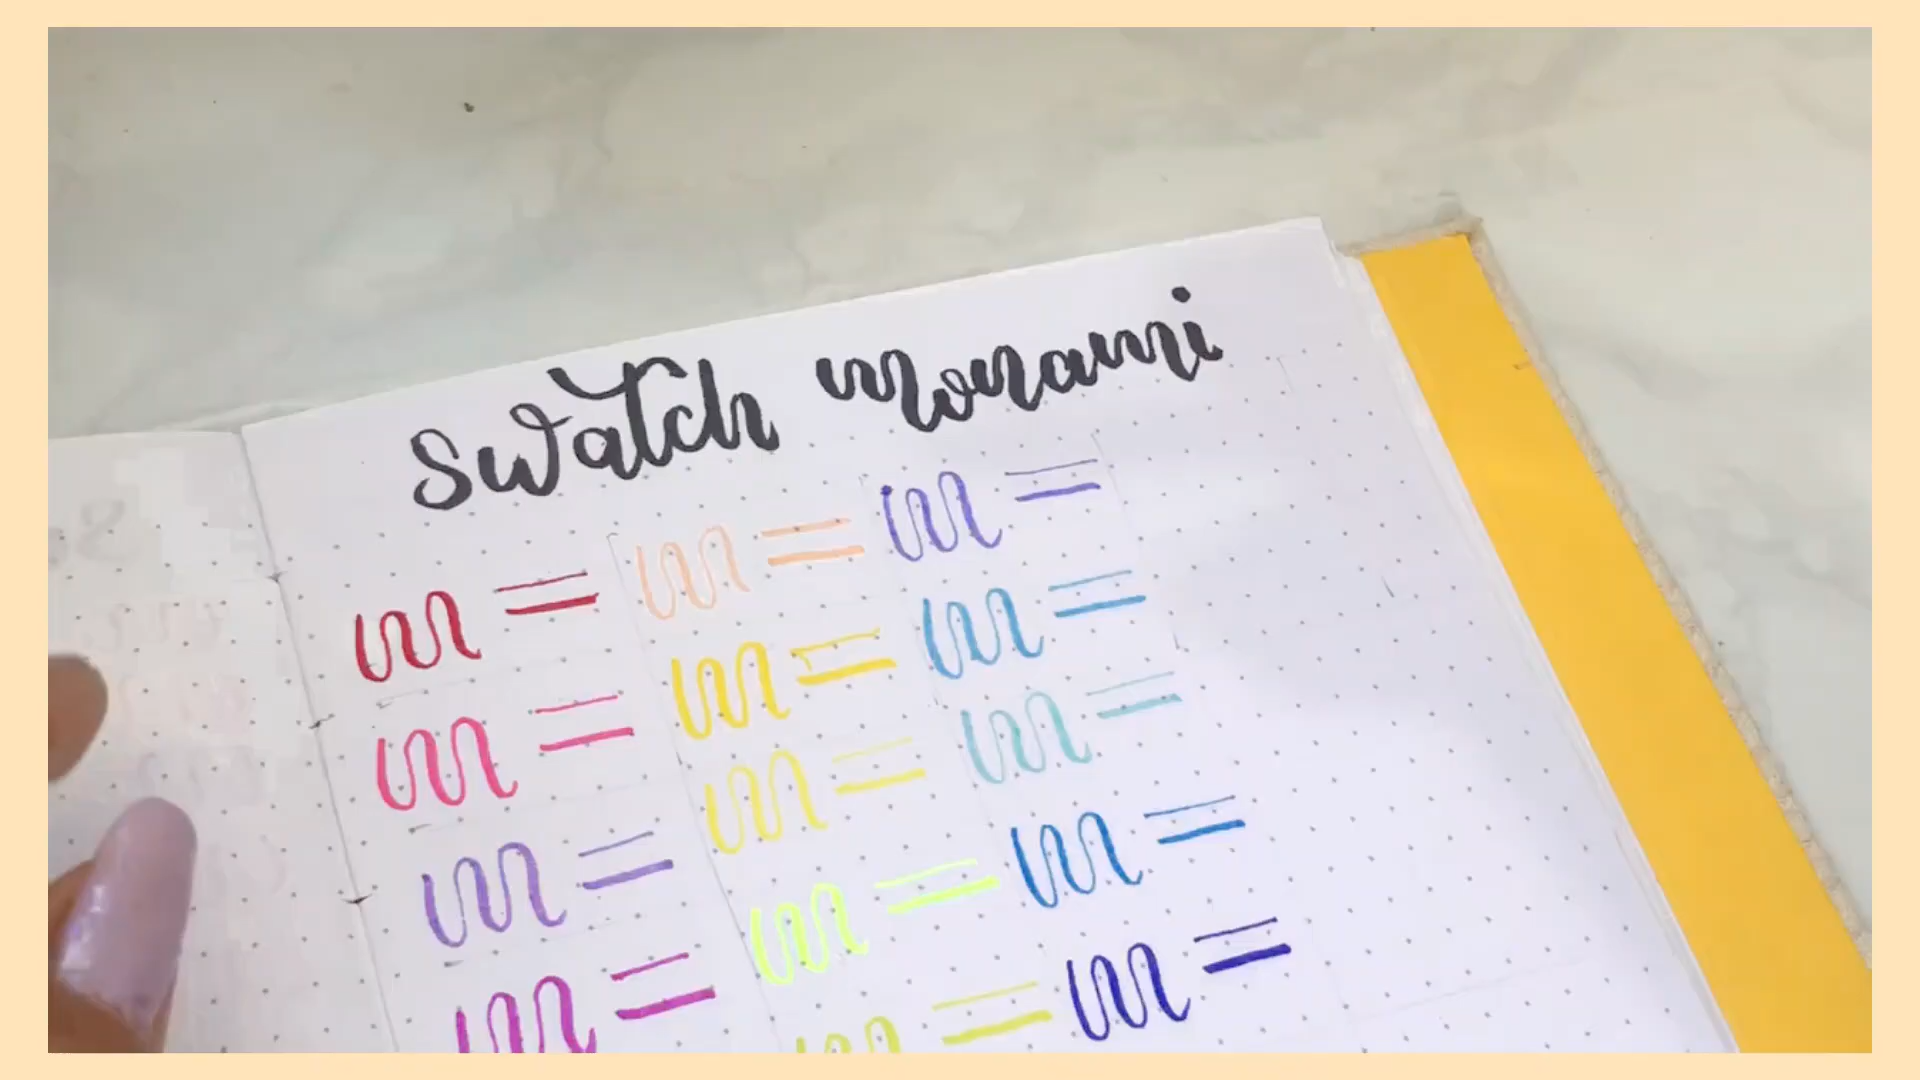 Swatch monami
m = m = m =
m = m = m =
m = m = m =
m = m = m =
m = m = m =